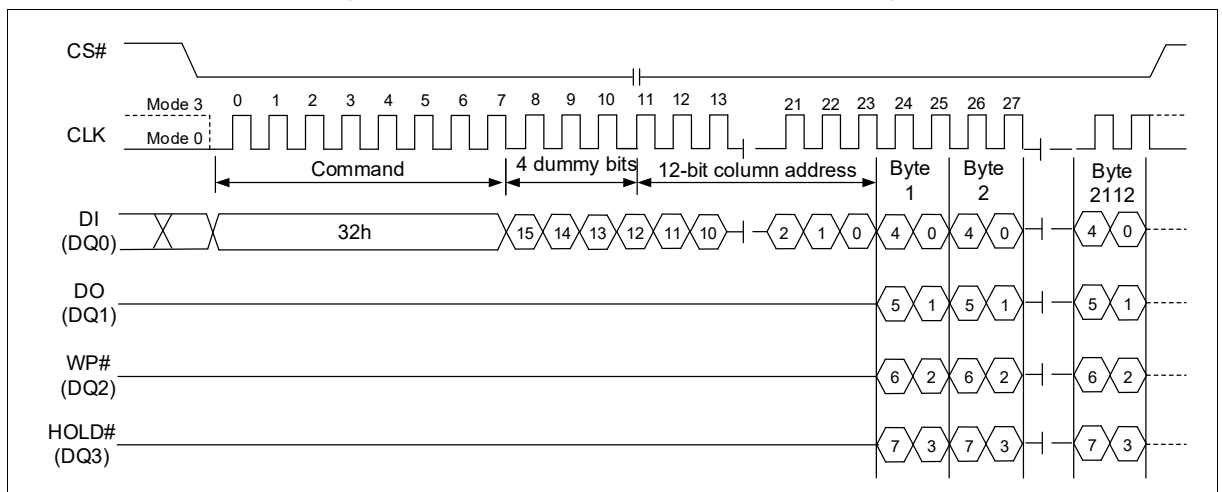 CS#
Mode 3 0 1 2 3 4 5 6 7 8 9 10 11 12 13 21 22 23 24 25 26 27
CLK Mode 0
Command 4 dummy bits 12-bit column address Byte 1 Byte 2 Byte 2112
DI
(DQ0) 32h 15 14 13 12 11 10 2 1 0 4 0 4 0 4 0
DO
(DQ1) 5 1 5 1 5 1
WP#
(DQ2) 6 2 6 2 6 2
HOLD#
(DQ3) 7 3 7 3 7 3